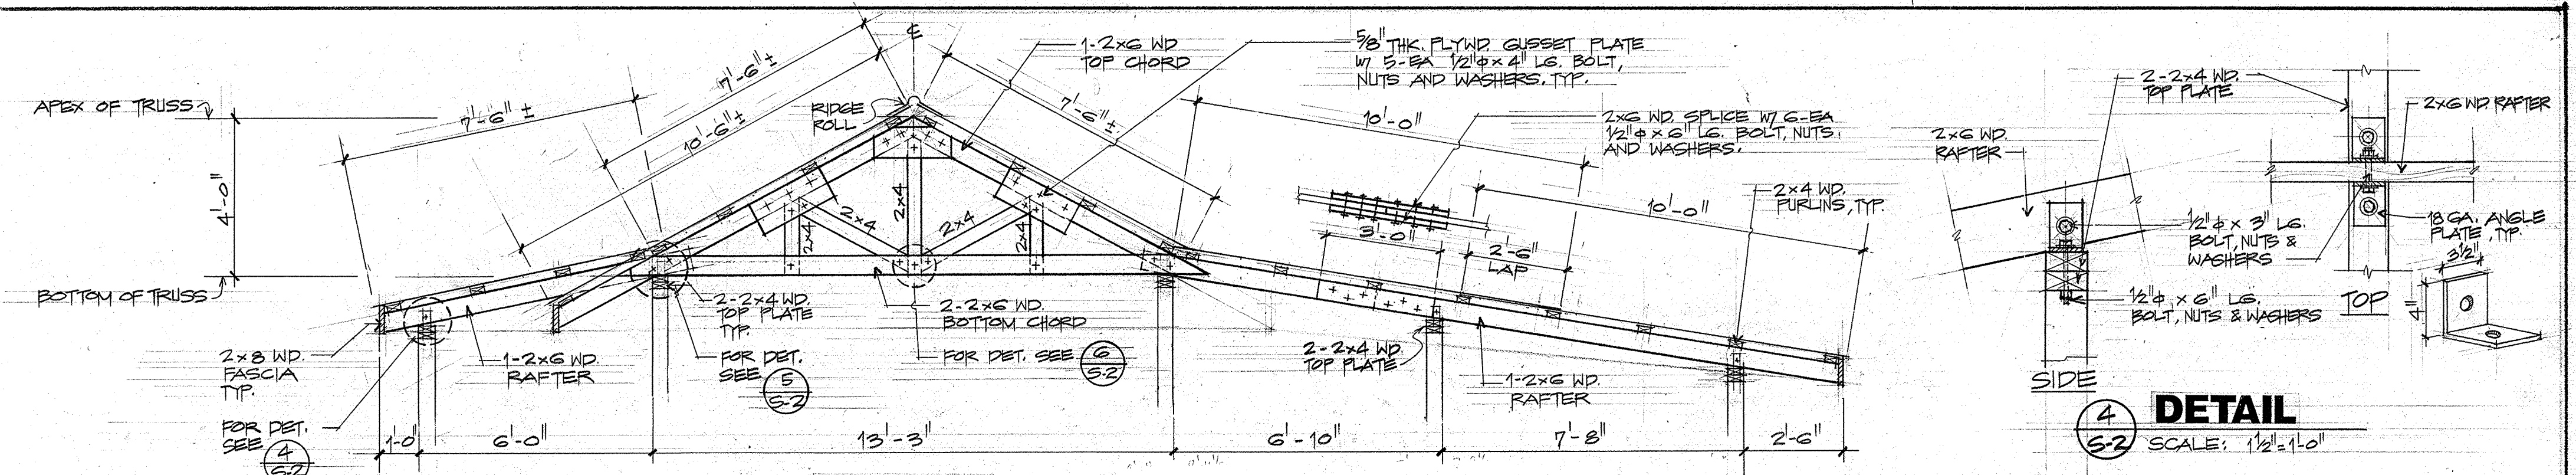 APEX OF TRUSS
4'-0"
BOTTOM OF TRUSS
7'-6"±
7'-6"±
10'-6"±
RIDGE
ROLL
℄
1-2x6 WD
TOP CHORD
7'-6"±
5/8" THK. PLYWD. GUSSET PLATE
W/ 5-EA 1/2"φ x 4" LG. BOLT,
NUTS AND WASHERS. TYP.
10'-0"
2x6 WD. SPLICE W/ 6-EA
1/2"φ x 6" LG. BOLT, NUTS.
AND WASHERS.
3'-0"
2'-6"
LAP
10'-0"
2x4 WD.
PURLINS, TYP.
2x4
2x4
2x4
2x4
2x4
2x8 WD.
FASCIA
TYP.
1-2x6 WD.
RAFTER
2-2x4 WD.
TOP PLATE
TYP.
2-2x6 WD.
BOTTOM CHORD
FOR DET.
SEE
5
S-2
FOR DET. SEE
6
S-2
2-2x4 WD.
TOP PLATE
1-2x6 WD.
RAFTER
FOR DET.
SEE
4
S-2
1'-0"
6'-0"
13'-3"
6'-10"
7'-8"
2'-6"
2-2x4 WD.
TOP PLATE
2x6 WD.
RAFTER
2x6 WD. RAFTER
1/2"φ x 3" LG.
BOLT, NUTS &
WASHERS
18 GA. ANGLE
PLATE, TYP.
3 1/2"
4"
1/2"φ x 6" LG.
BOLT, NUTS & WASHERS
TOP
SIDE
4
S-2
DETAIL
SCALE: 1 1/2"=1'-0"